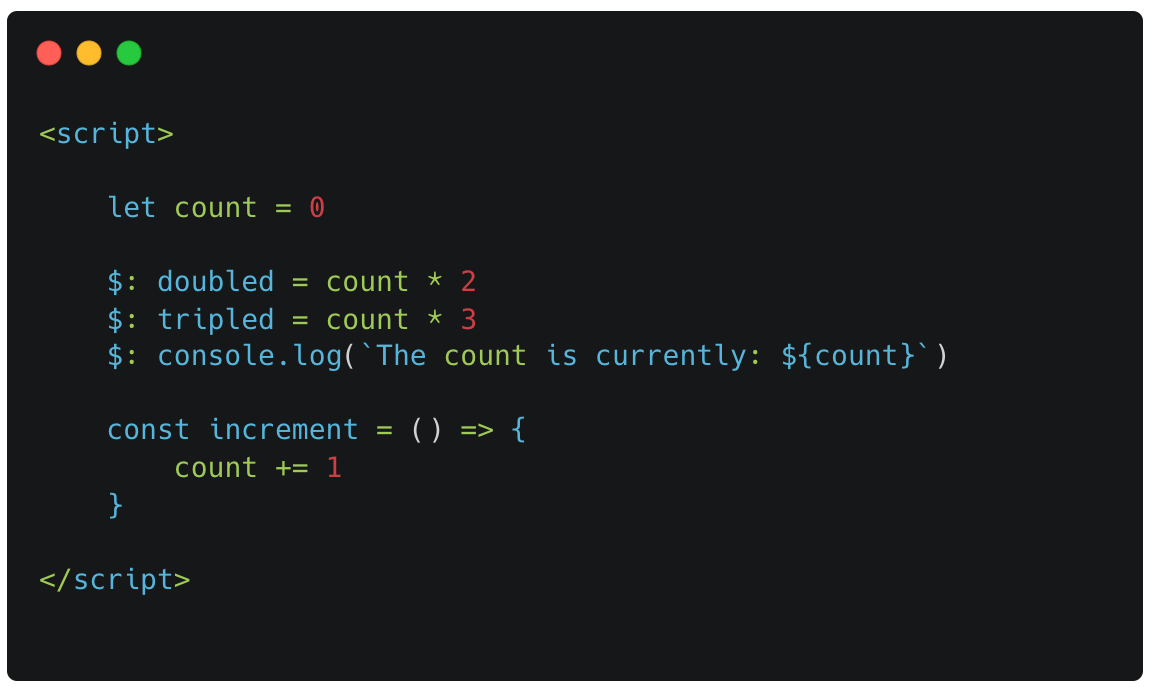 <script>
let count = 0
$: doubled = count * 2
$: tripled = count * 3
$: console.log(`The count is currently: ${count}`)
const increment = () => {
count += 1
}
</script>